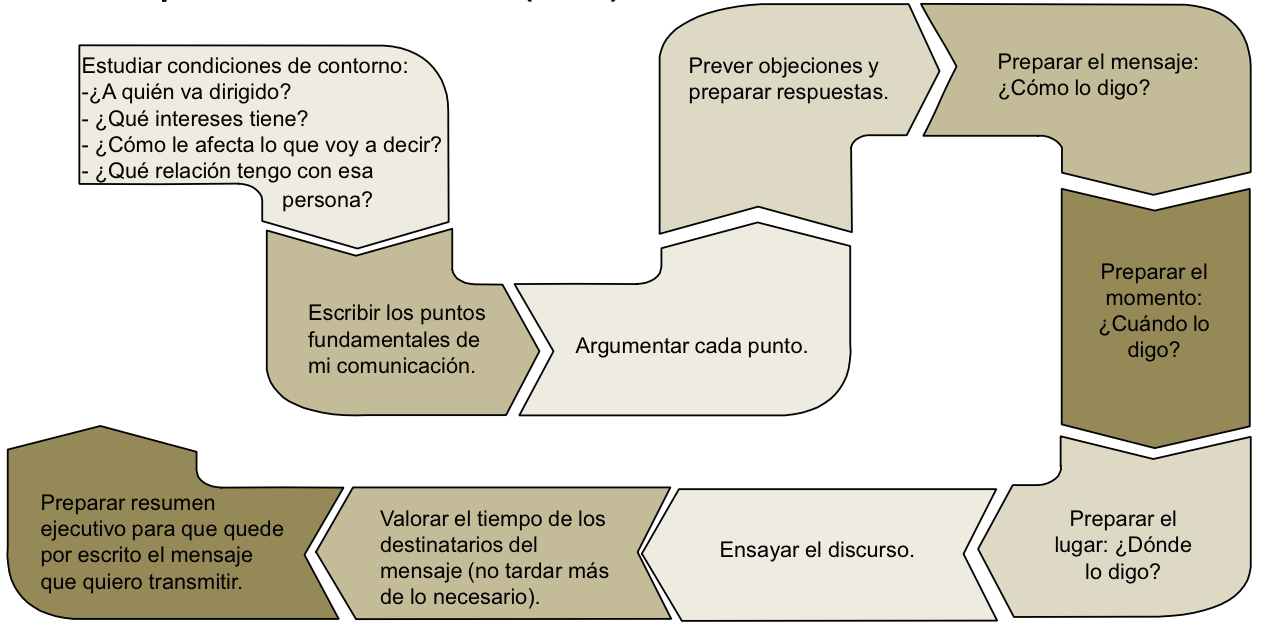 Estudiar condiciones de contorno:
-¿A quién va dirigido?
- ¿Qué intereses tiene?
- ¿Cómo le afecta lo que voy a decir?
- ¿Qué relación tengo con esa
persona?
Escribir los puntos
fundamentales de
mi comunicación.
Argumentar cada punto.
Prever objeciones y
preparar respuestas.
Preparar el mensaje:
¿Cómo lo digo?
Preparar el
momento:
¿Cuándo lo
digo?
Preparar el
lugar: ¿Dónde
lo digo?
Ensayar el discurso.
Valorar el tiempo de los
destinatarios del
mensaje (no tardar más
de lo necesario).
Preparar resumen
ejecutivo para que quede
por escrito el mensaje
que quiero transmitir.